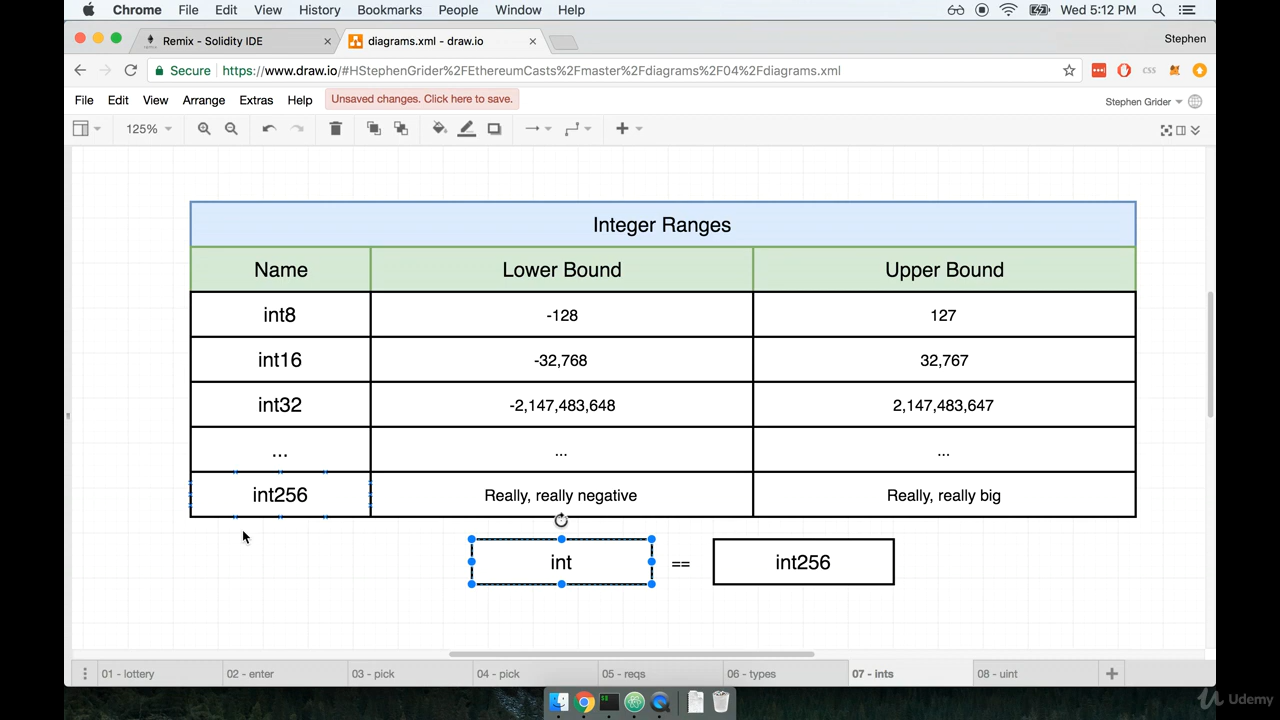 Chrome File Edit View History Bookmarks People Window Help Wed 5:12 PM
Remix - Solidity IDE × diagrams.xml - draw.io × Stephen
Secure https://www.draw.io/#HStephenGrider%2FEthereumCasts%2Fmaster%2Fdiagrams%2F04%2Fdiagrams.xml CSS
File Edit View Arrange Extras Help Unsaved changes. Click here to save. Stephen Grider
125%
Integer Ranges
Name Lower Bound Upper Bound
int8 -128 127
int16 -32,768 32,767
int32 -2,147,483,648 2,147,483,647
... ... ...
int256 Really, really negative Really, really big
int == int256
01 - lottery 02 - enter 03 - pick 04 - pick 05 - reqs 06 - types 07 - ints 08 - uint
Udemy